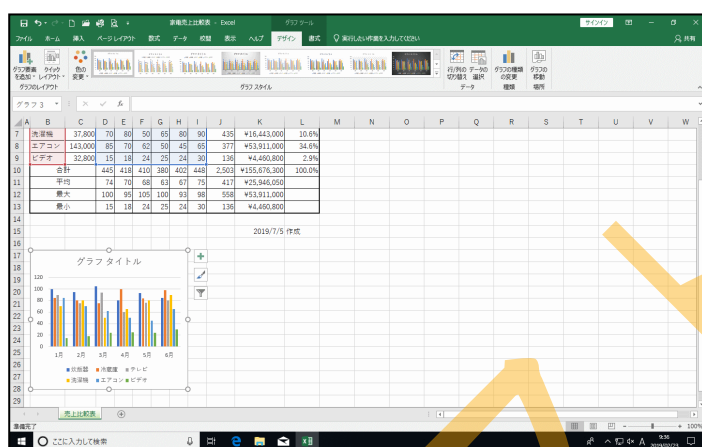 家電売上比較表 - Excel
グラフ ツール
サインイン
ファイル ホーム 挿入 ページ レイアウト 数式 データ 校閲 表示 ヘルプ デザイン 書式 実行したい作業を入力してください 共有
グラフ要素を追加 クイック レイアウト 色の変更
行/列の切り替え データの選択 グラフの種類の変更 グラフの移動
グラフのレイアウト グラフ スタイル データ 種類 場所
グラフ 3 fx
A B C D E F G H I J K L M N O P Q R S T U V W
7 洗濯機 37,800 70 80 50 65 80 90 435 ¥16,443,000 10.6%
8 エアコン 143,000 85 70 62 50 45 65 377 ¥53,911,000 34.6%
9 ビデオ 32,800 15 18 24 25 24 30 136 ¥4,460,800 2.9%
10 合計 445 418 410 380 402 448 2,503 ¥155,676,300 100.0%
11 平均 74 70 68 63 67 75 417 ¥25,946,050
12 最大 100 95 105 100 93 98 558 ¥53,911,000
13 最小 15 18 24 25 24 30 136 ¥4,460,800
14
15 2019/7/5 作成
16
17
18
19
20
21
22
23
24
25
26
27
28
29
グラフ タイトル
120
100
80
60
40
20
0
1月 2月 3月 4月 5月 6月
炊飯器 冷蔵庫 テレビ
洗濯機 エアコン ビデオ
売上比較表
準備完了
100%
ここに入力して検索
A
9:36
2019/02/23